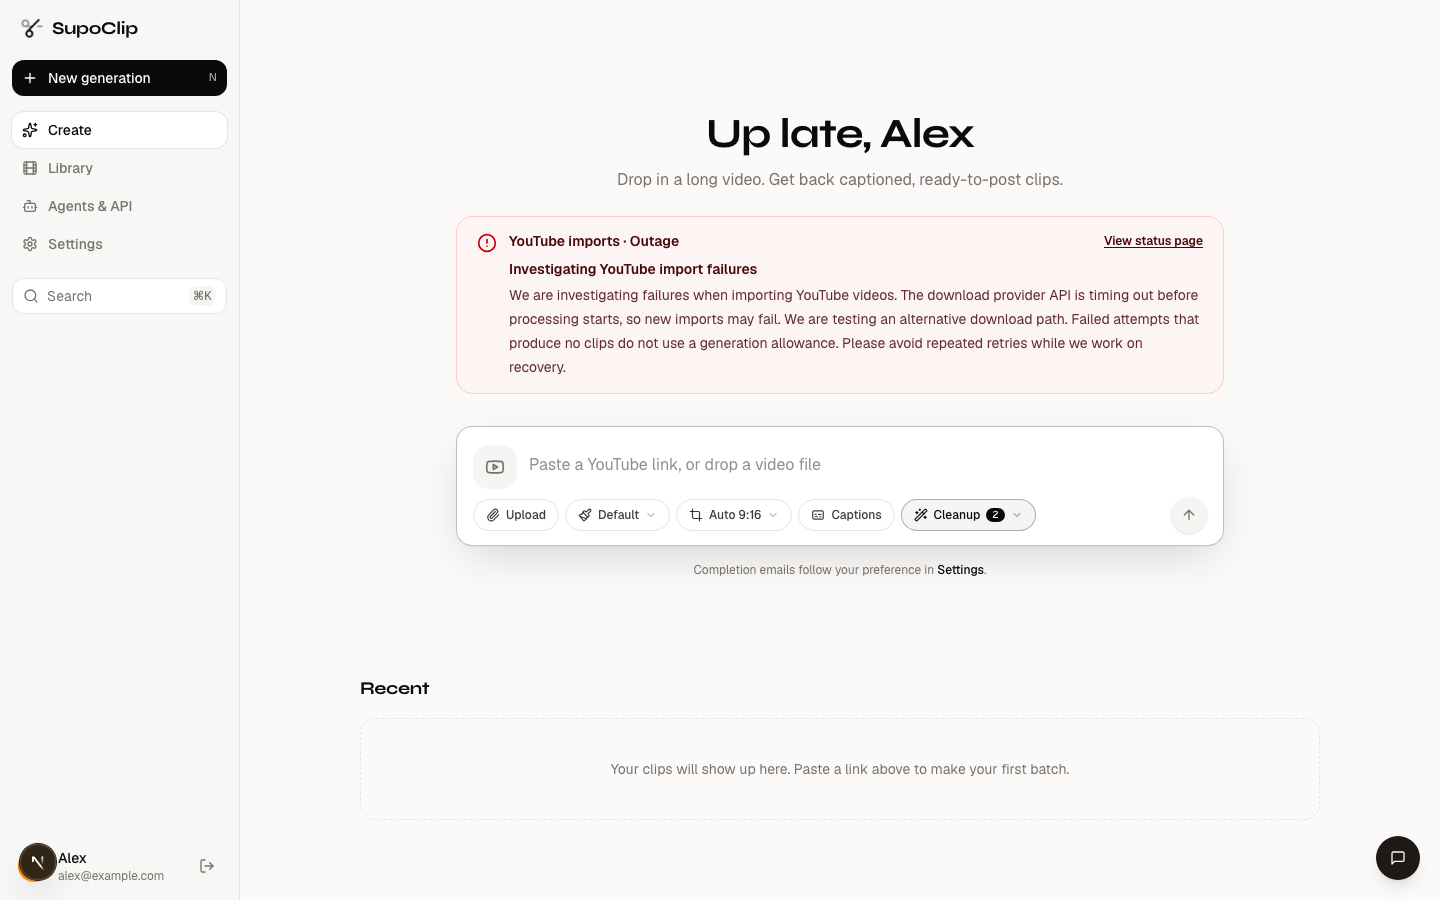 SupoClip
New generation N
Create
Library
Agents & API
Settings
Search ⌘K
Up late, Alex
Drop in a long video. Get back captioned, ready-to-post clips.
YouTube imports · Outage
View status page
Investigating YouTube import failures
We are investigating failures when importing YouTube videos. The download provider API is timing out before
processing starts, so new imports may fail. We are testing an alternative download path. Failed attempts that
produce no clips do not use a generation allowance. Please avoid repeated retries while we work on
recovery.
Paste a YouTube link, or drop a video file
Upload Default Auto 9:16 Captions Cleanup 2
Completion emails follow your preference in Settings.
Recent
Your clips will show up here. Paste a link above to make your first batch.
N
Alex
alex@example.com